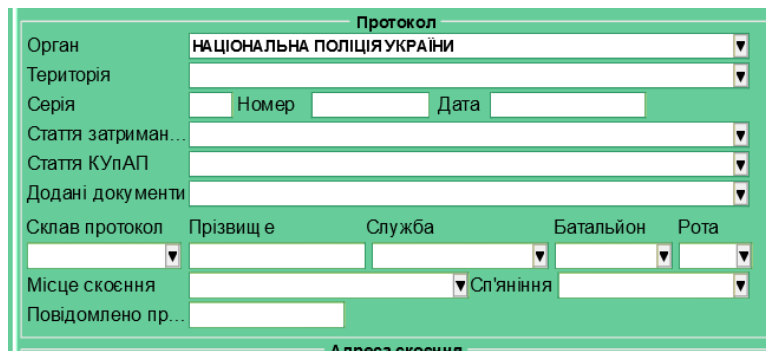 Протокол
Орган НАЦІОНАЛЬНА ПОЛІЦІЯ УКРАЇНИ
Територія
Серія Номер Дата
Стаття затриман...
Стаття КУпАП
Додані документи
Склав протокол Прізвище Служба Батальйон Рота
Місце скоєння Сп'яніння
Повідомлено пр...
Адреса скоєння